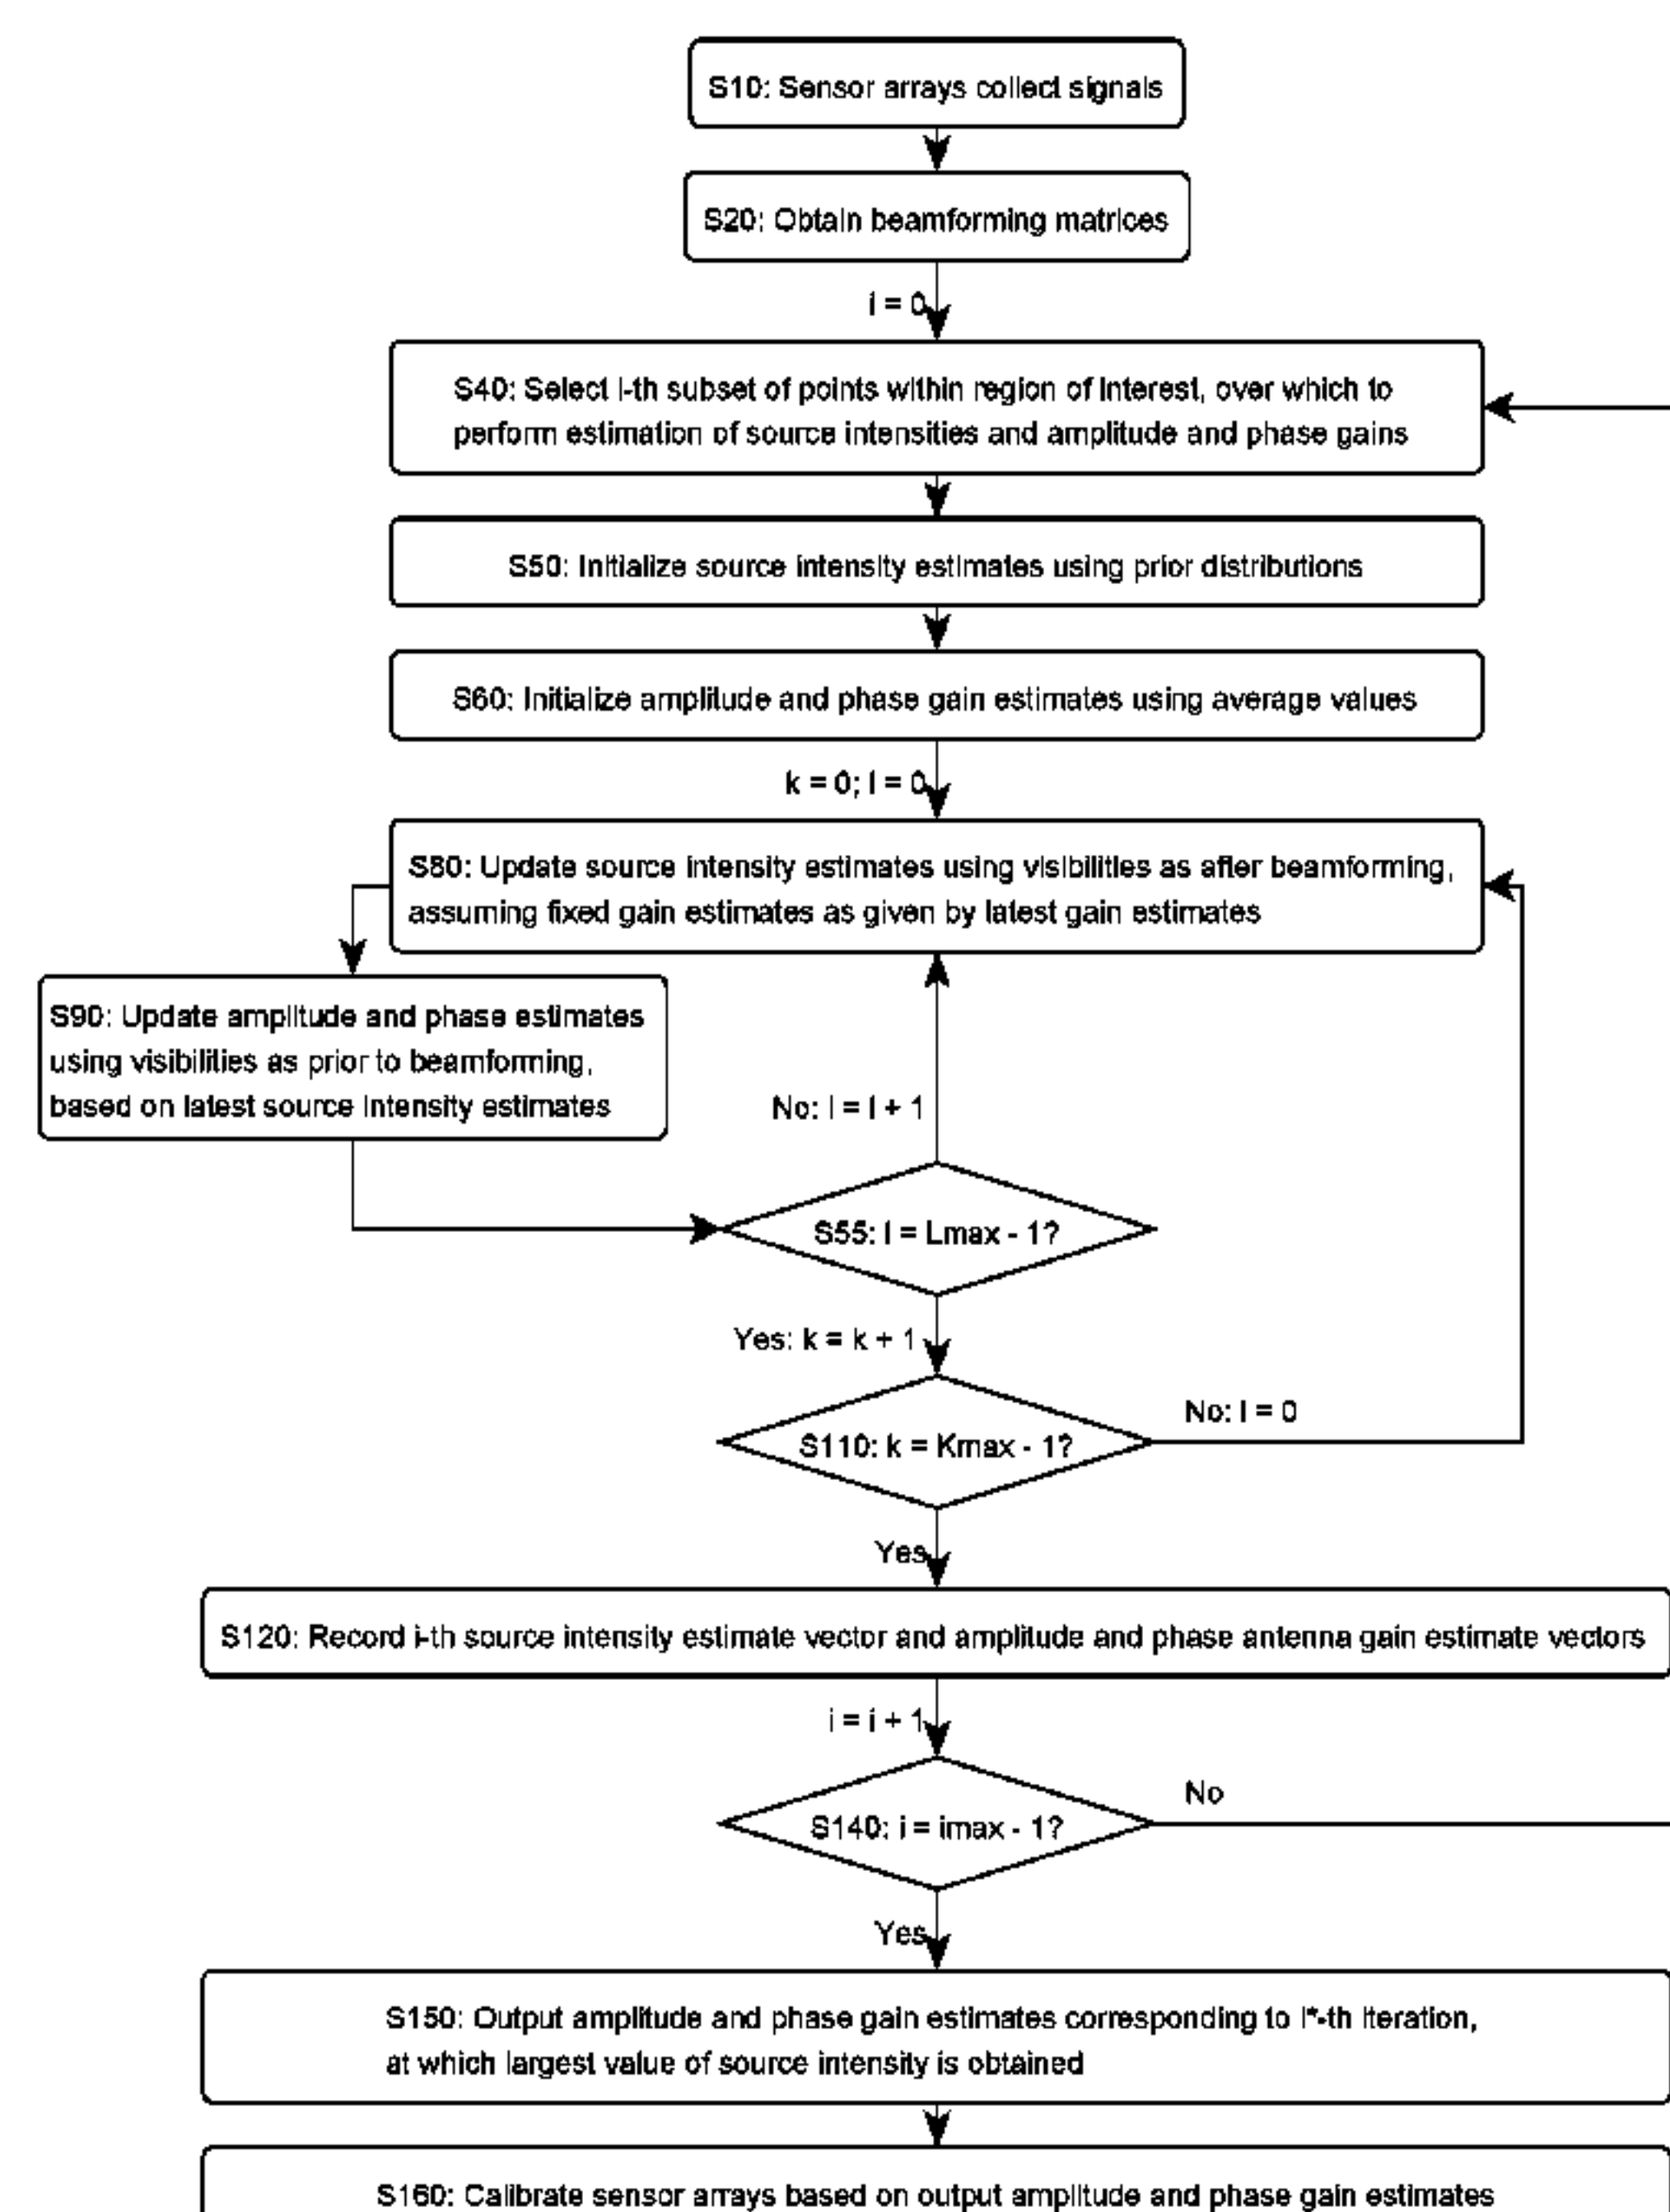 S10: Sensor arrays collect signals
S20: Obtain beamforming matrices
i = 0
S40: Select i-th subset of points within region of interest, over which to
perform estimation of source intensities and amplitude and phase gains
S50: Initialize source intensity estimates using prior distributions
S60: Initialize amplitude and phase gain estimates using average values
k = 0; l = 0
S80: Update source intensity estimates using visibilities as after beamforming,
assuming fixed gain estimates as given by latest gain estimates
S90: Update amplitude and phase estimates
using visibilities as prior to beamforming,
based on latest source intensity estimates
No: l = l + 1
S55: l = Lmax - 1?
Yes: k = k + 1
S110: k = Kmax - 1?
No: l = 0
Yes
S120: Record i-th source intensity estimate vector and amplitude and phase antenna gain estimate vectors
i = i + 1
S140: i = imax - 1?
No
Yes
S150: Output amplitude and phase gain estimates corresponding to i*-th iteration,
at which largest value of source intensity is obtained
S160: Calibrate sensor arrays based on output amplitude and phase gain estimates